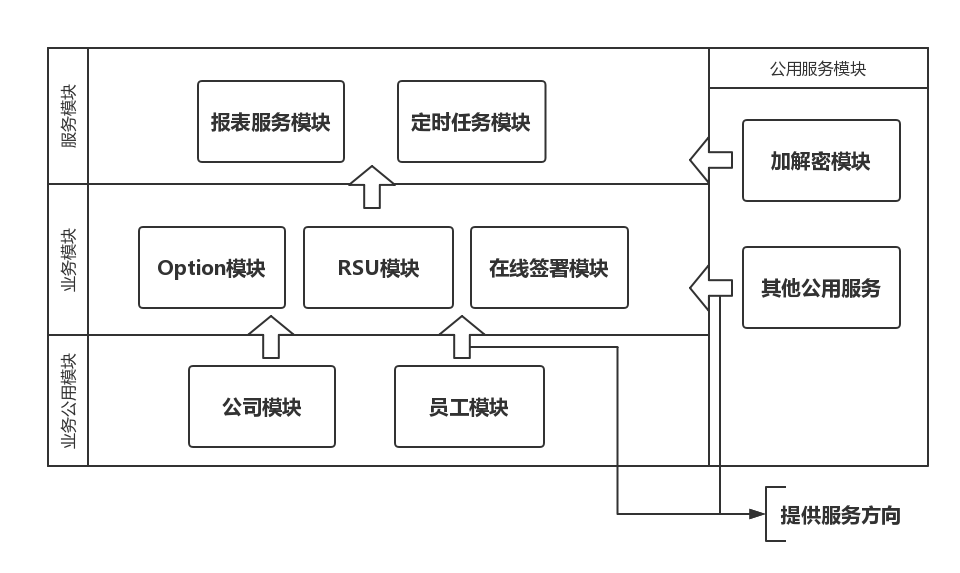 公用服务模块
服务模块
报表服务模块
定时任务模块
加解密模块
业务模块
Option模块
RSU模块
在线签署模块
其他公用服务
业务公用模块
公司模块
员工模块
提供服务方向